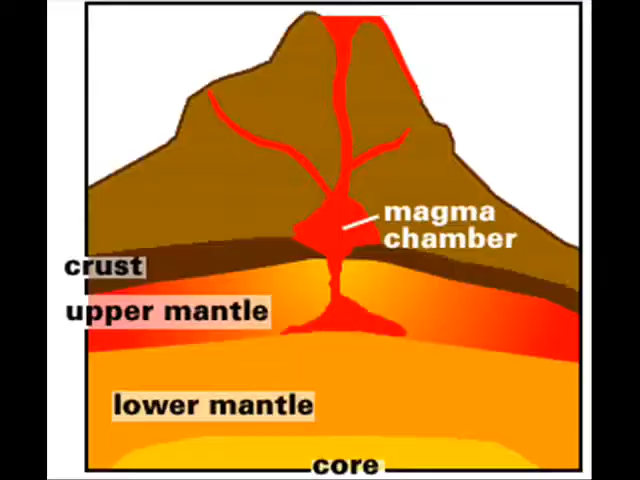 magma
chamber
crust
upper mantle
lower mantle
core